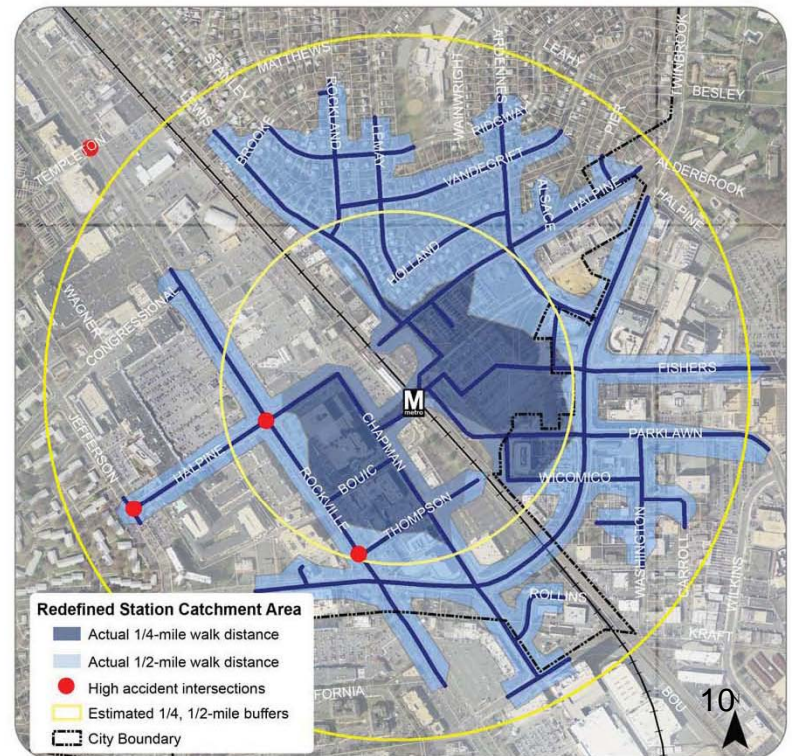 MATTHEWS
STANLEY
LEWIS
BROOKE
ROCKLAND
LEMAY
WAINWRIGHT
ARDENNES
LEAHY
TWINBROOK
BESLEY
RIDGWAY
PIER
VANDEGRIFT
ALSACE
HALPINE
ALDERBROOK
HALPINE
TEMPLETON
HOLLAND
WAGNER
CONGRESSIONAL
FISHERS
M
metro
JEFFERSON
HALPINE
CHAPMAN
PARKLAWN
BOUIC
ROCKVILLE
THOMPSON
WICOMICO
WASHINGTON
CARROLL
WILKINS
ROLLINS
KRAFT
BOU
FORNIA
Redefined Station Catchment Area
Actual 1/4-mile walk distance
Actual 1/2-mile walk distance
High accident intersections
Estimated 1/4, 1/2-mile buffers
City Boundary
10
N